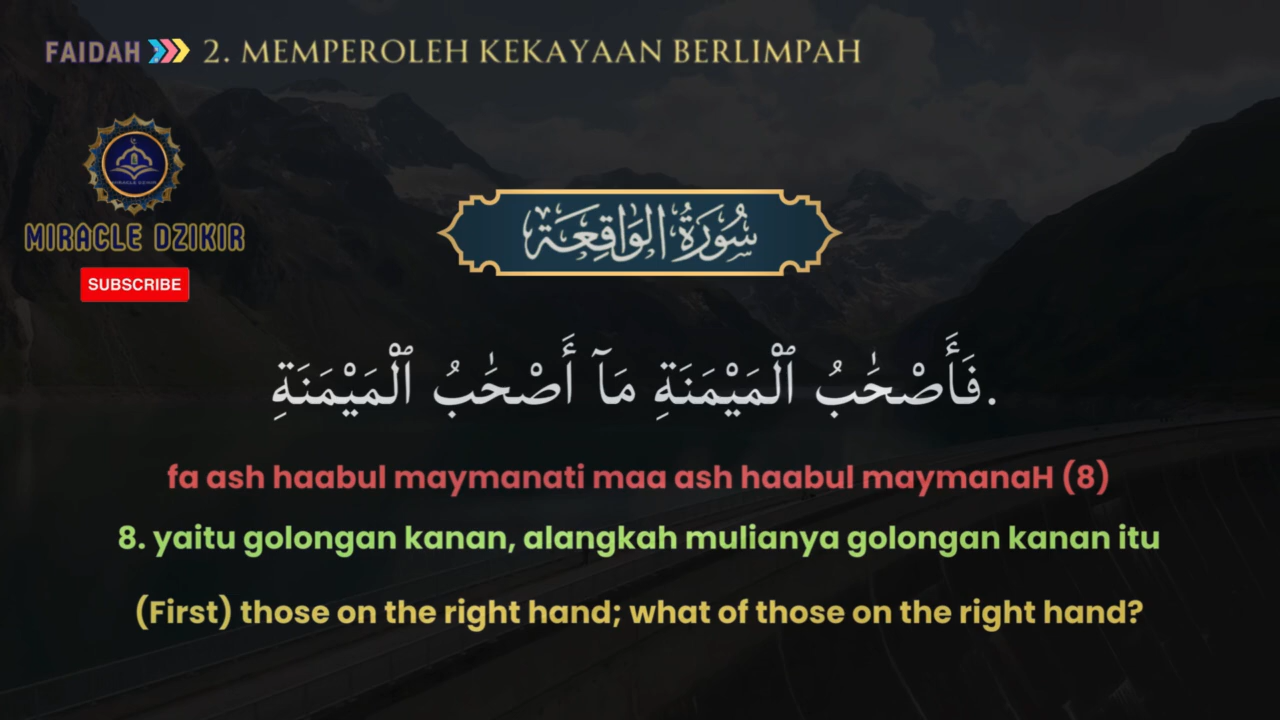 FAIDAH 2. MEMPEROLEH KEKAYAAN BERLIMPAH
MIRACLE DZIKIR
SUBSCRIBE
سُورَةُ الوَاقِعَة
فَأَصْحَٰبُ ٱلْمَيْمَنَةِ مَآ أَصْحَٰبُ ٱلْمَيْمَنَةِ.
fa ash haabul maymanati maa ash haabul maymanaH (8)
8. yaitu golongan kanan, alangkah mulianya golongan kanan itu
(First) those on the right hand; what of those on the right hand?